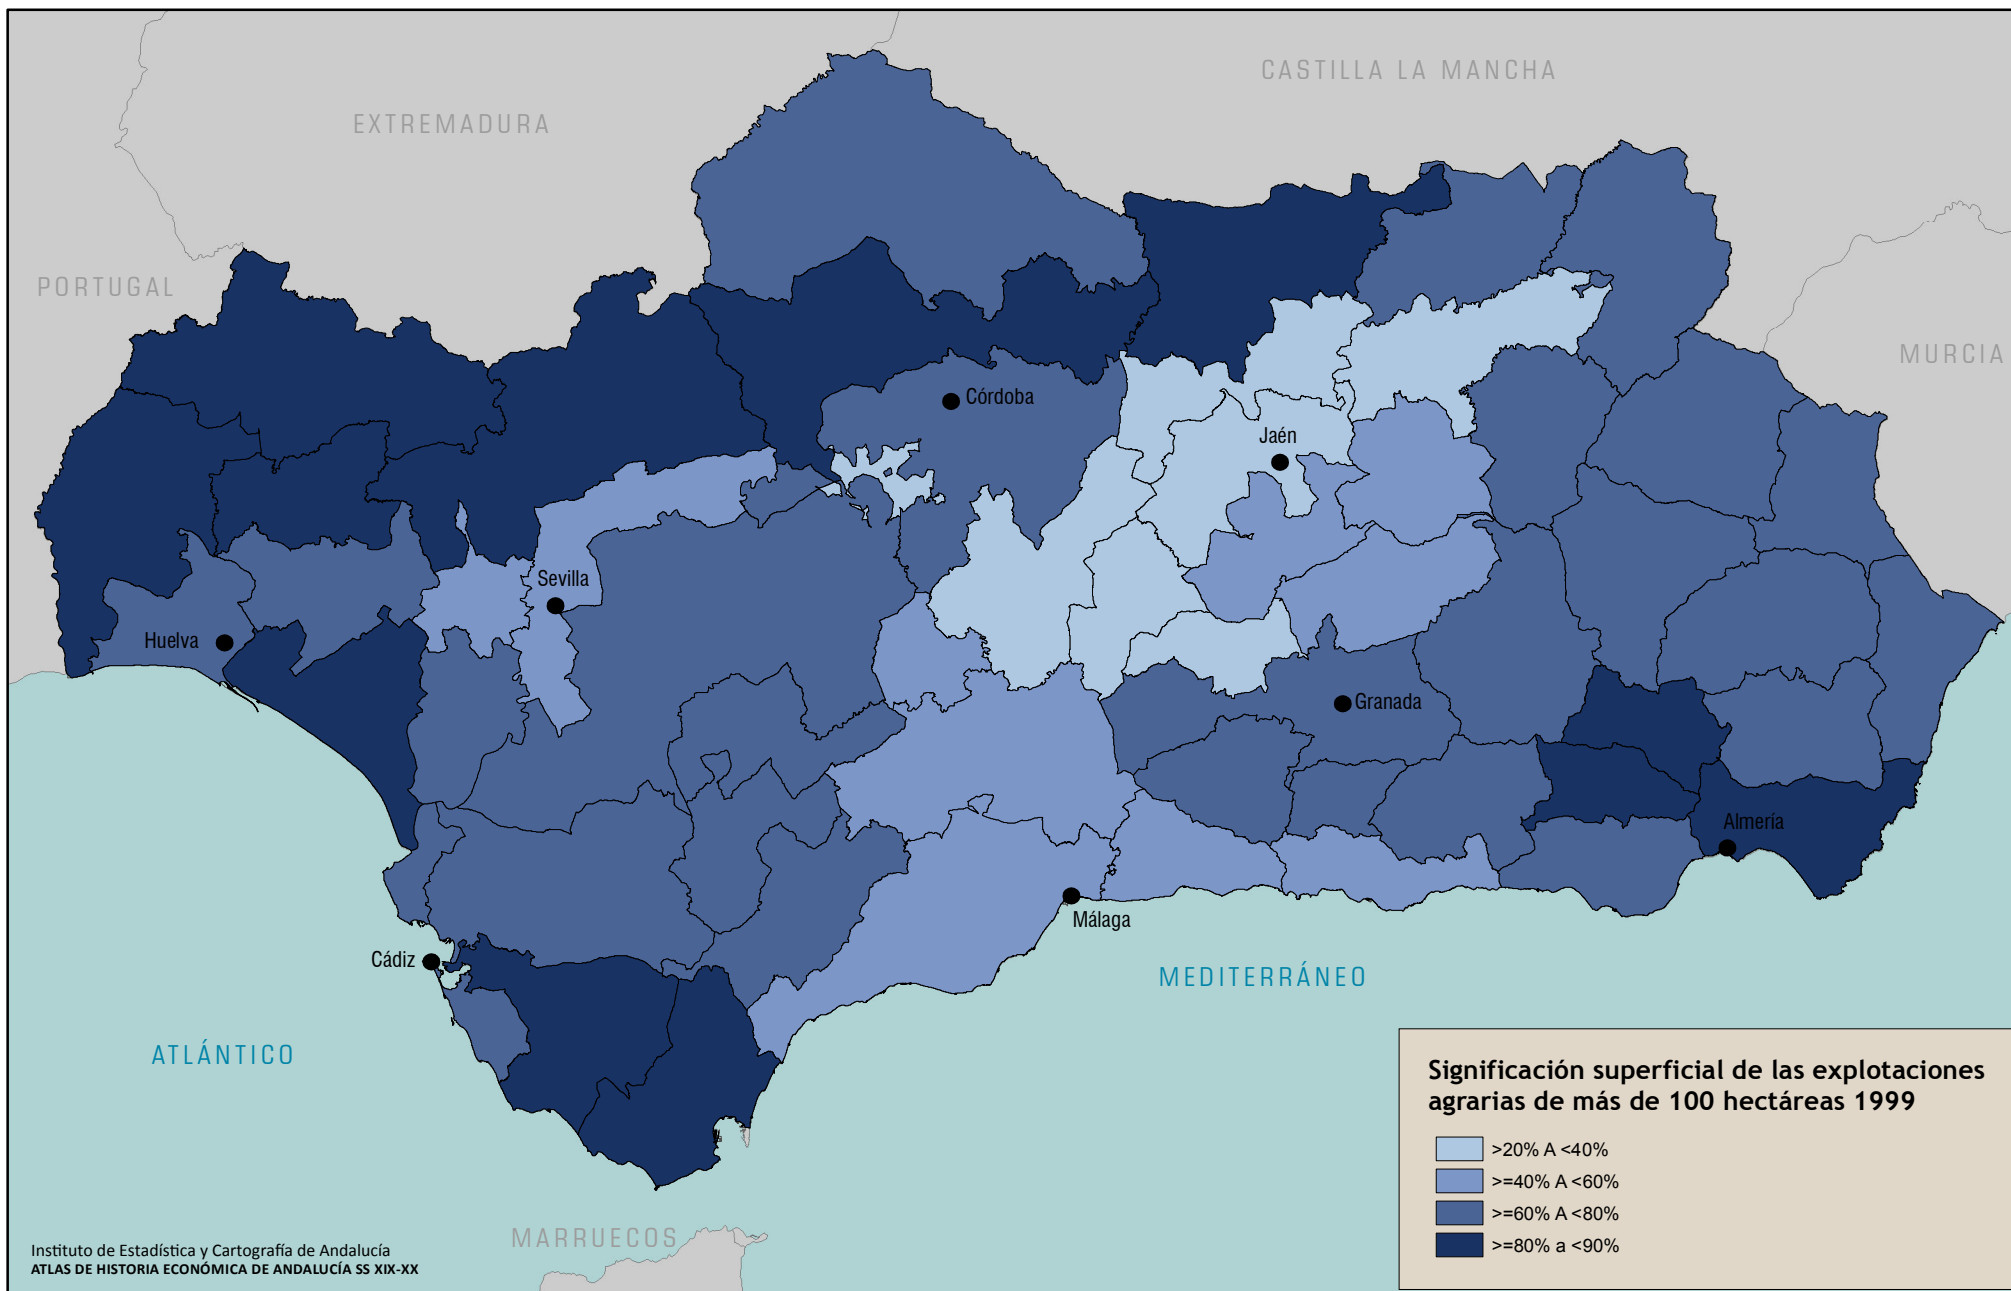 CASTILLA LA MANCHA
EXTREMADURA
PORTUGAL
MURCIA
Córdoba
Jaén
Sevilla
Huelva
Granada
Almería
Málaga
Cádiz
MEDITERRÁNEO
ATLÁNTICO
MARRUECOS
Significación superficial de las explotaciones
agrarias de más de 100 hectáreas 1999
>20% A <40%
>=40% A <60%
>=60% A <80%
>=80% a <90%
Instituto de Estadística y Cartografía de Andalucía
ATLAS DE HISTORIA ECONÓMICA DE ANDALUCÍA SS XIX-XX